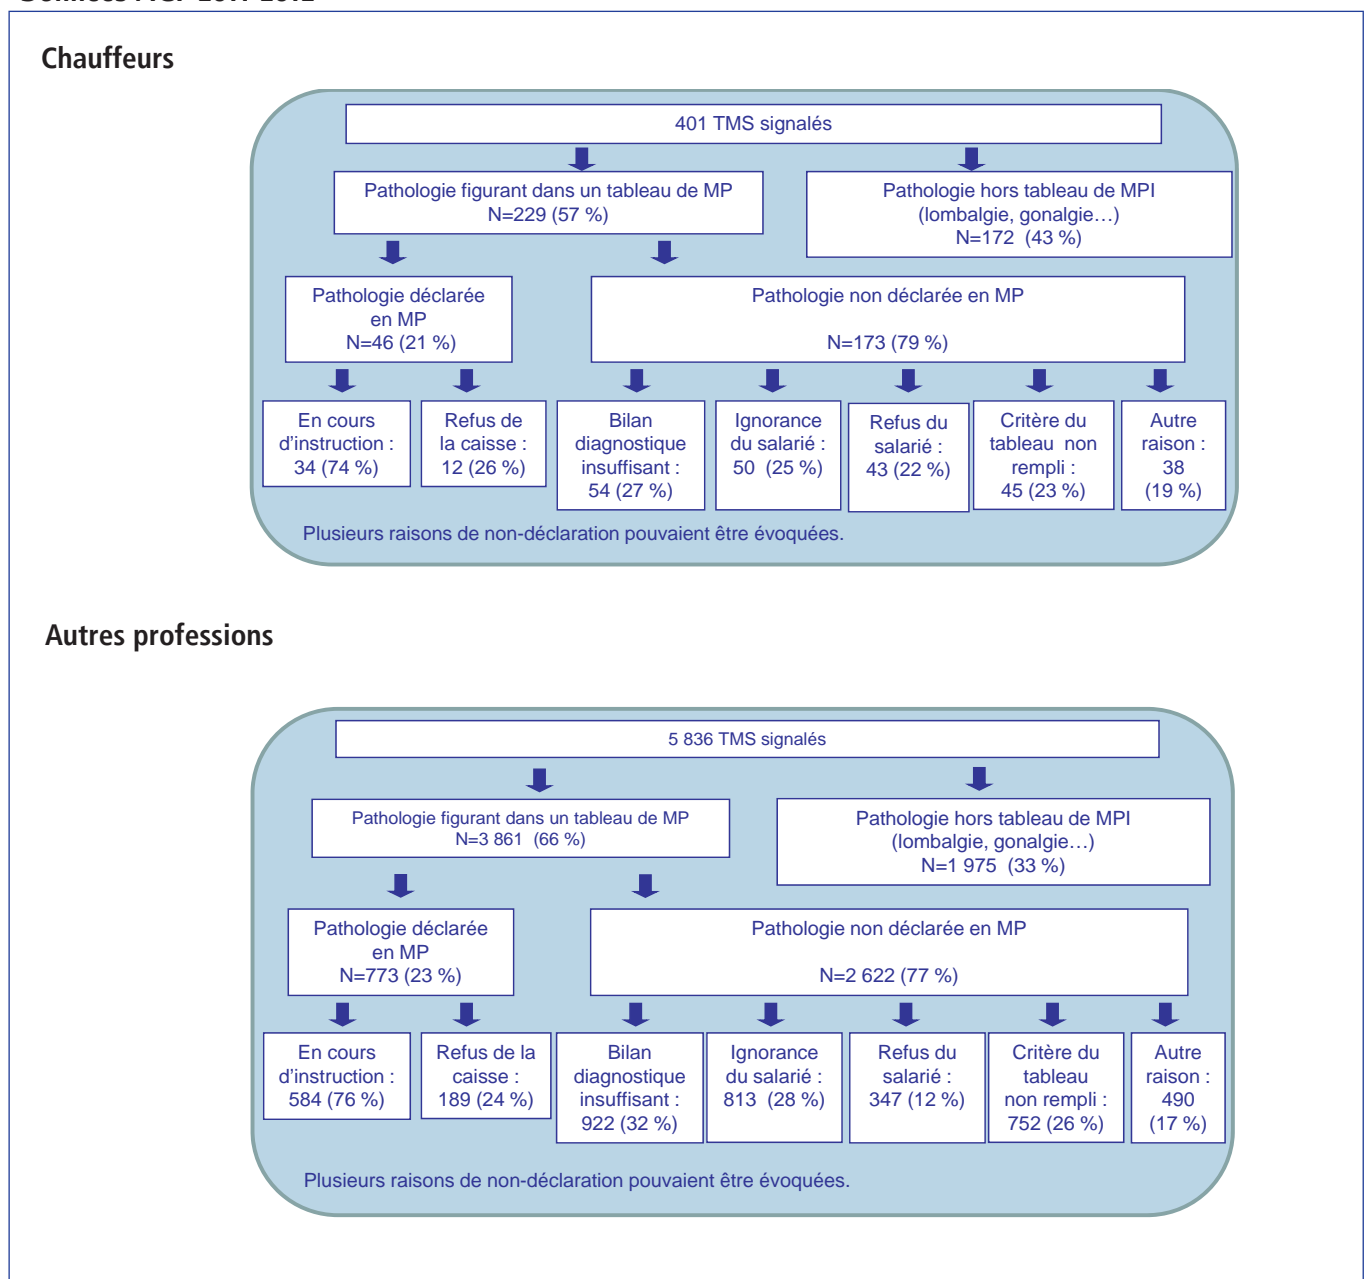 Chauffeurs
401 TMS signalés
Pathologie figurant dans un tableau de MP
N=229 (57 %)
Pathologie hors tableau de MPI
(lombalgie, gonalgie…)
N=172 (43 %)
Pathologie déclarée
en MP
N=46 (21 %)
Pathologie non déclarée en MP
N=173 (79 %)
En cours
d’instruction :
34 (74 %)
Refus de
la caisse :
12 (26 %)
Bilan
diagnostique
insuffisant :
54 (27 %)
Ignorance
du salarié :
50 (25 %)
Refus du
salarié :
43 (22 %)
Critère du
tableau non
rempli :
45 (23 %)
Autre
raison :
38
(19 %)
Plusieurs raisons de non-déclaration pouvaient être évoquées.
Autres professions
5 836 TMS signalés
Pathologie figurant dans un tableau de MP
N=3 861 (66 %)
Pathologie hors tableau de MPI
(lombalgie, gonalgie…)
N=1 975 (33 %)
Pathologie déclarée
en MP
N=773 (23 %)
Pathologie non déclarée en MP
N=2 622 (77 %)
En cours
d’instruction :
584 (76 %)
Refus de la
caisse :
189 (24 %)
Bilan
diagnostique
insuffisant :
922 (32 %)
Ignorance
du salarié :
813 (28 %)
Refus du
salarié :
347 (12 %)
Critère du
tableau
non rempli :
752 (26 %)
Autre
raison :
490
(17 %)
Plusieurs raisons de non-déclaration pouvaient être évoquées.